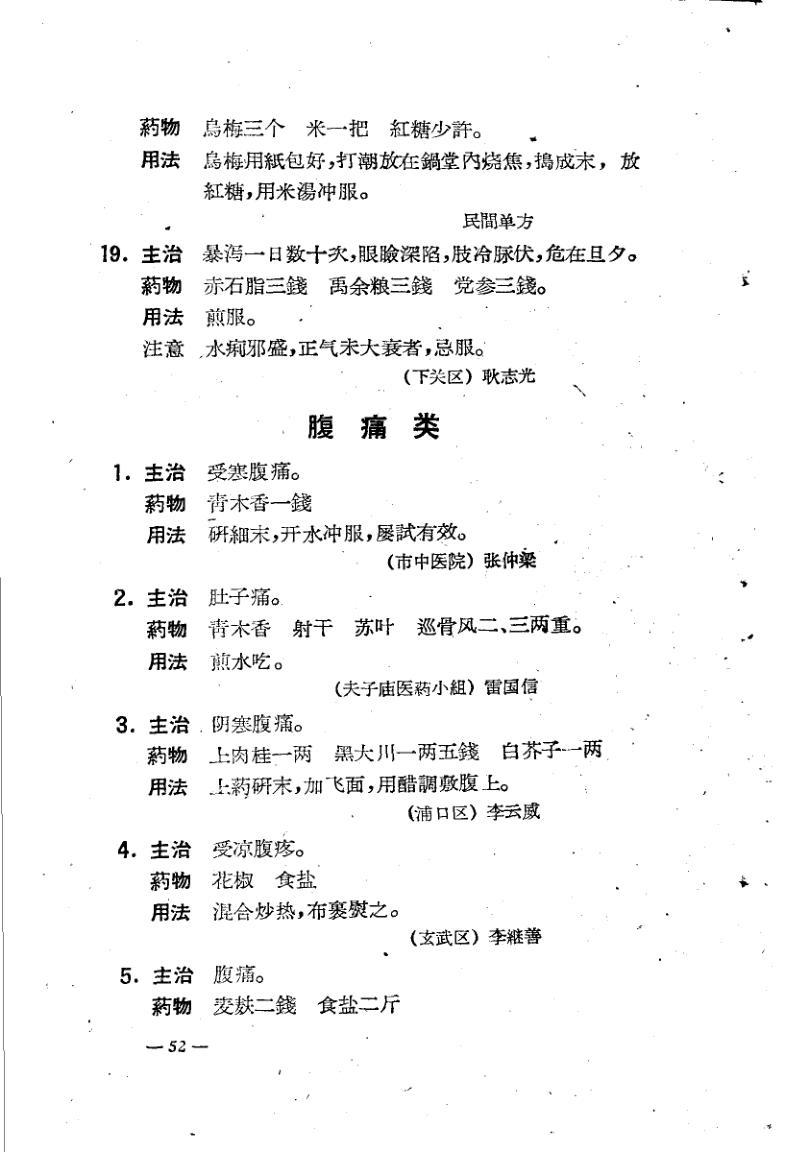 葯物 烏梅三个 米一把 紅糖少許。
用法 烏梅用紙包好，打潮放在鍋堂內烧焦，搗成末，放
紅糖，用米湯冲服。
民間单方
19. 主治 暴泻一日数十次，眼瞼深陷，肢冷脉伏，危在旦夕。
葯物 赤石脂三錢 禹余粮三錢 党参三錢。
用法 煎服。
注意 水痢邪盛，正气未大衰者，忌服。
（下关区）耿志光
腹痛类
1. 主治 受寒腹痛。
葯物 青木香一錢
用法 研細末，开水冲服，屡試有效。
（市中医院）张仲梁
2. 主治 肚子痛。
葯物 青木香 射干 苏叶 巡骨风二、三两重。
用法 煎水吃。
（夫子庙医葯小組）雷国信
3. 主治 阴寒腹痛。
葯物 上肉桂一两 黑大川一两五錢 白芥子一两
用法 上葯研末，加飞面，用醋調敷腹上。
（浦口区）李云威
4. 主治 受凉腹疼。
葯物 花椒 食盐
用法 混合炒热，布裹熨之。
（玄武区）李継善
5. 主治 腹痛。
葯物 麦麸二錢 食盐二斤
— 52 —